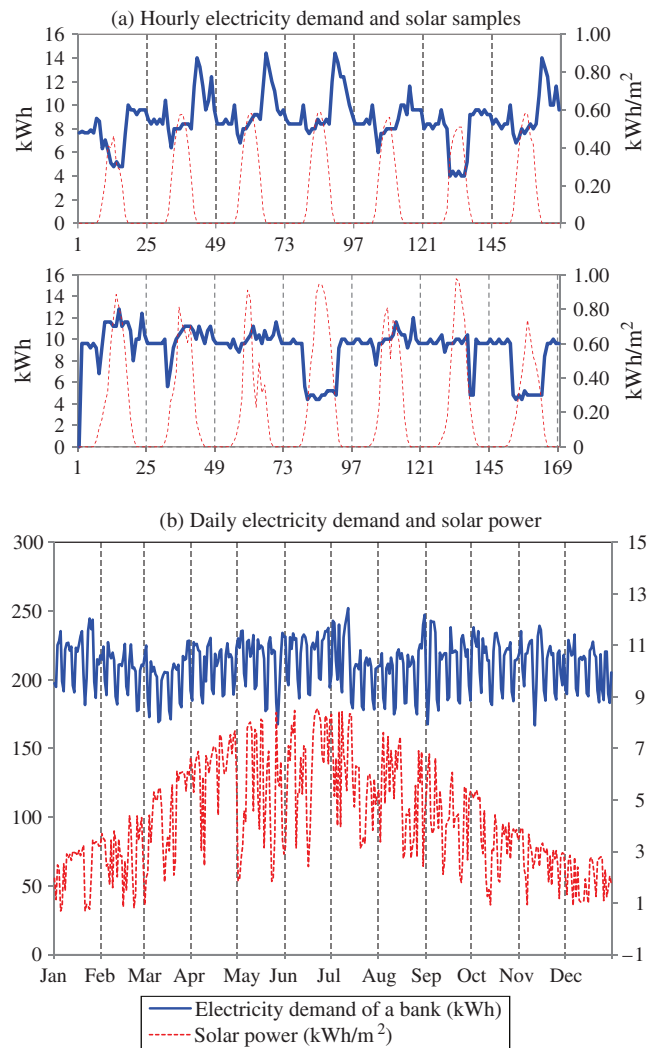 (a) Hourly electricity demand and solar samples
16 1.00
14
12 0.80
10
8 0.60
6 0.40
4
2 0.20
0 0
kWh
kWh/m2
1 25 49 73 97 121 145
16 1.00
14
12 0.80
10
8 0.60
6 0.40
4
2 0.20
0 0
kWh
kWh/m2
1 25 49 73 97 121 145 169
(b) Daily electricity demand and solar power
300 15
13
250
11
200
9
150 7
5
100
3
50
1
0 −1
Jan Feb Mar Apr May Jun Jul Aug Sep Oct Nov Dec
Electricity demand of a bank (kWh)
Solar power (kWh/m2)